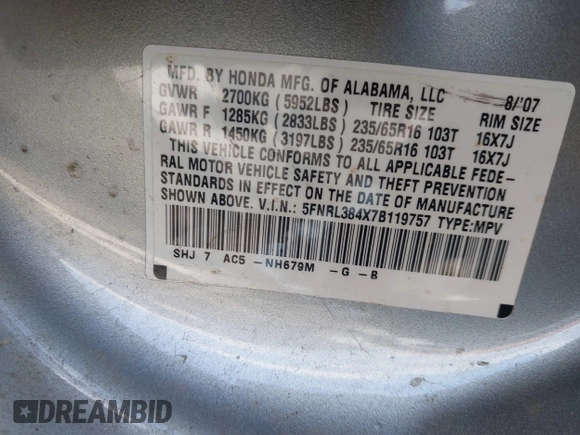 MFD. BY HONDA MFG. OF ALABAMA, LLC 8/'07
GVWR 2700KG (5952LBS) TIRE SIZE RIM SIZE
GAWR F 1285KG (2833LBS) 235/65R16 103T 16X7J
GAWR R 1450KG (3197LBS) 235/65R16 103T 16X7J
THIS VEHICLE CONFORMS TO ALL APPLICABLE FEDE-
RAL MOTOR VEHICLE SAFETY AND THEFT PREVENTION
STANDARDS IN EFFECT ON THE DATE OF MANUFACTURE
SHOWN ABOVE. V.I.N.: 5FNRL384X7B119757 TYPE:MPV
SHJ 7 AC5 -NH679M -G -B
DREAMBID